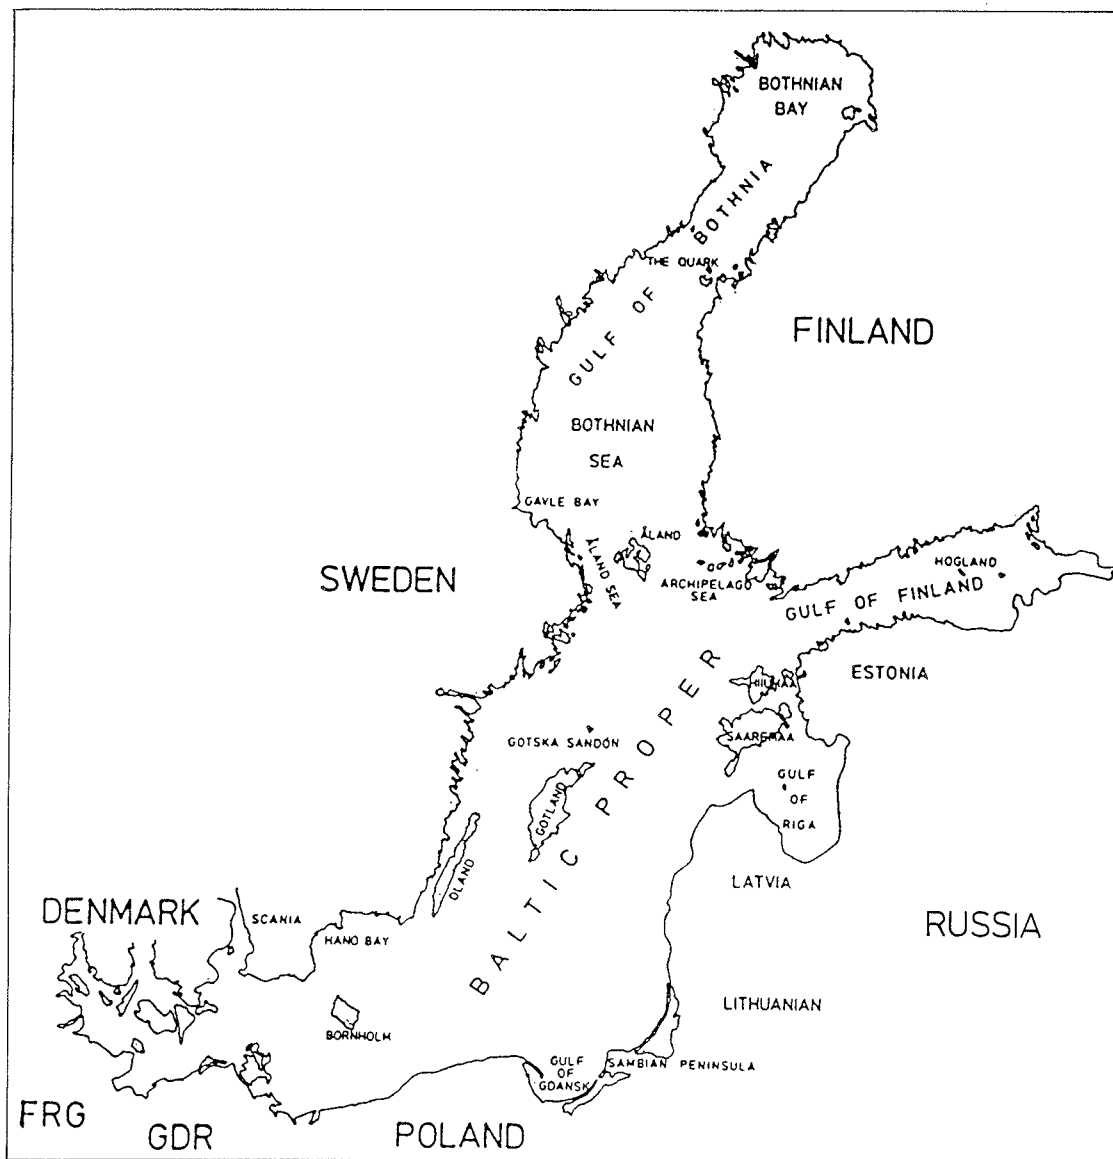 BOTHNIAN
BAY
GULF OF BOTHNIA
THE QUARK
FINLAND
BOTHNIAN
SEA
GAVLE BAY
ÅLAND
ÅLAND SEA
ARCHIPELAGO
SEA
SWEDEN
HOGLAND
GULF OF FINLAND
ESTONIA
HIIUMAA
SAAREMAA
GOTSKA SANDÖN
GULF
OF
RIGA
GOTLAND
ÖLAND
BALTIC PROPER
LATVIA
DENMARK
SCANIA
HANO BAY
RUSSIA
LITHUANIAN
BORNHOLM
GULF
OF
GDANSK
SAMBIAN PENINSULA
FRG
GDR
POLAND